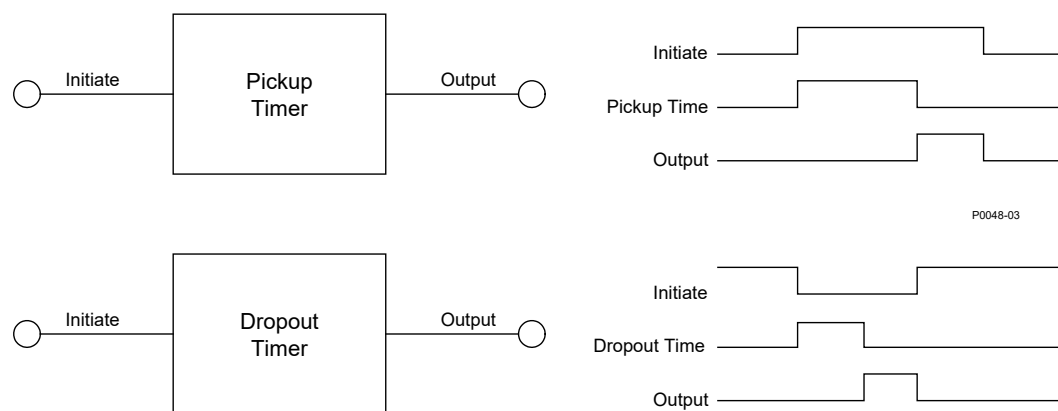 Initiate
Pickup
Timer
Output
Initiate
Pickup Time
Output
P0048-03
Initiate
Dropout
Timer
Output
Initiate
Dropout Time
Output